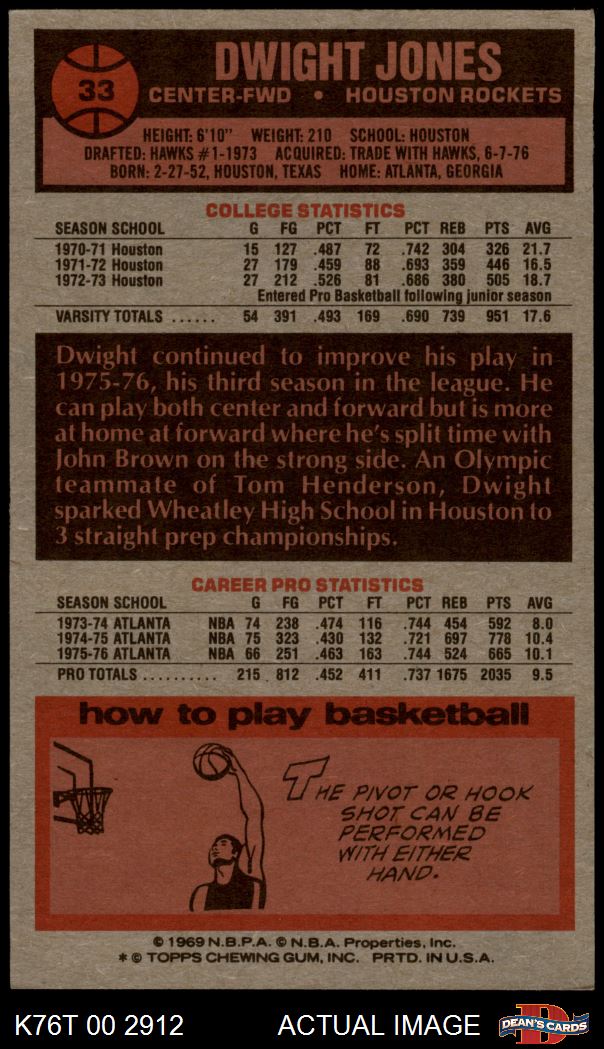 33
DWIGHT JONES
CENTER-FWD • HOUSTON ROCKETS
HEIGHT: 6'10" WEIGHT: 210 SCHOOL: HOUSTON
DRAFTED: HAWKS #1-1973 ACQUIRED: TRADE WITH HAWKS, 6-7-76
BORN: 2-27-52, HOUSTON, TEXAS HOME: ATLANTA, GEORGIA
COLLEGE STATISTICS
SEASON SCHOOL G FG PCT FT PCT REB PTS AVG
1970-71 Houston 15 127 .487 72 .742 304 326 21.7
1971-72 Houston 27 179 .459 88 .693 359 446 16.5
1972-73 Houston 27 212 .526 81 .686 380 505 18.7
Entered Pro Basketball following junior season
VARSITY TOTALS ...... 54 391 .493 169 .690 739 951 17.6
Dwight continued to improve his play in
1975-76, his third season in the league. He
can play both center and forward but is more
at home at forward where he's split time with
John Brown on the strong side. An Olympic
teammate of Tom Henderson, Dwight
sparked Wheatley High School in Houston to
3 straight prep championships.
CAREER PRO STATISTICS
SEASON SCHOOL G FG PCT FT PCT REB PTS AVG
1973-74 ATLANTA NBA 74 238 .474 116 .744 454 592 8.0
1974-75 ATLANTA NBA 75 323 .430 132 .721 697 778 10.4
1975-76 ATLANTA NBA 66 251 .463 163 .744 524 665 10.1
PRO TOTALS .......... 215 812 .452 411 .737 1675 2035 9.5
how to play basketball
THE PIVOT OR HOOK
SHOT CAN BE
PERFORMED
WITH EITHER
HAND.
© 1969 N.B.P.A. © N.B.A. Properties, Inc.
* © TOPPS CHEWING GUM, INC. PRTD. IN U.S.A.
K76T 00 2912 ACTUAL IMAGE D DEAN'S CARDS